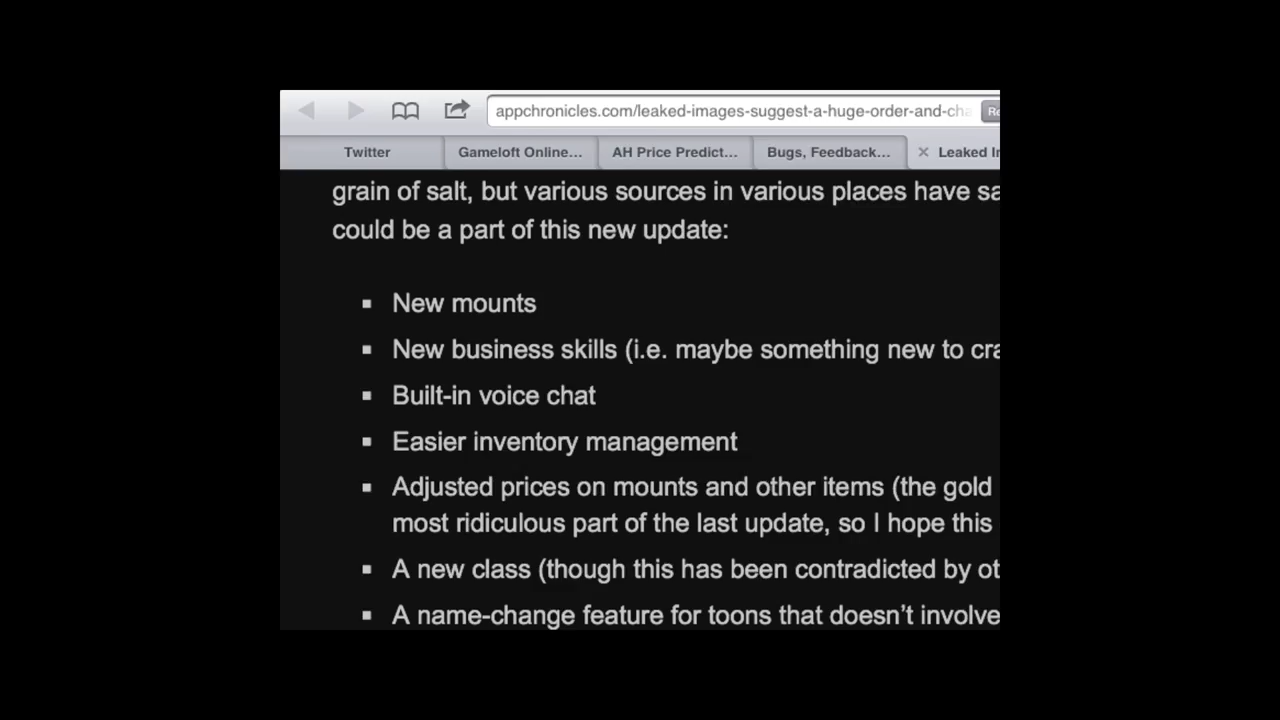 appchronicles.com/leaked-images-suggest-a-huge-order-and-cha
Twitter
Gameloft Online...
AH Price Predict...
Bugs, Feedback...
Leaked
grain of salt, but various sources in various places have
could be a part of this new update:
▪ New mounts
▪ New business skills (i.e. maybe something new to
▪ Built-in voice chat
▪ Easier inventory management
▪ Adjusted prices on mounts and other items (the gold
most ridiculous part of the last update, so I hope this
▪ A new class (though this has been contradicted by
▪ A name-change feature for toons that doesn't involve